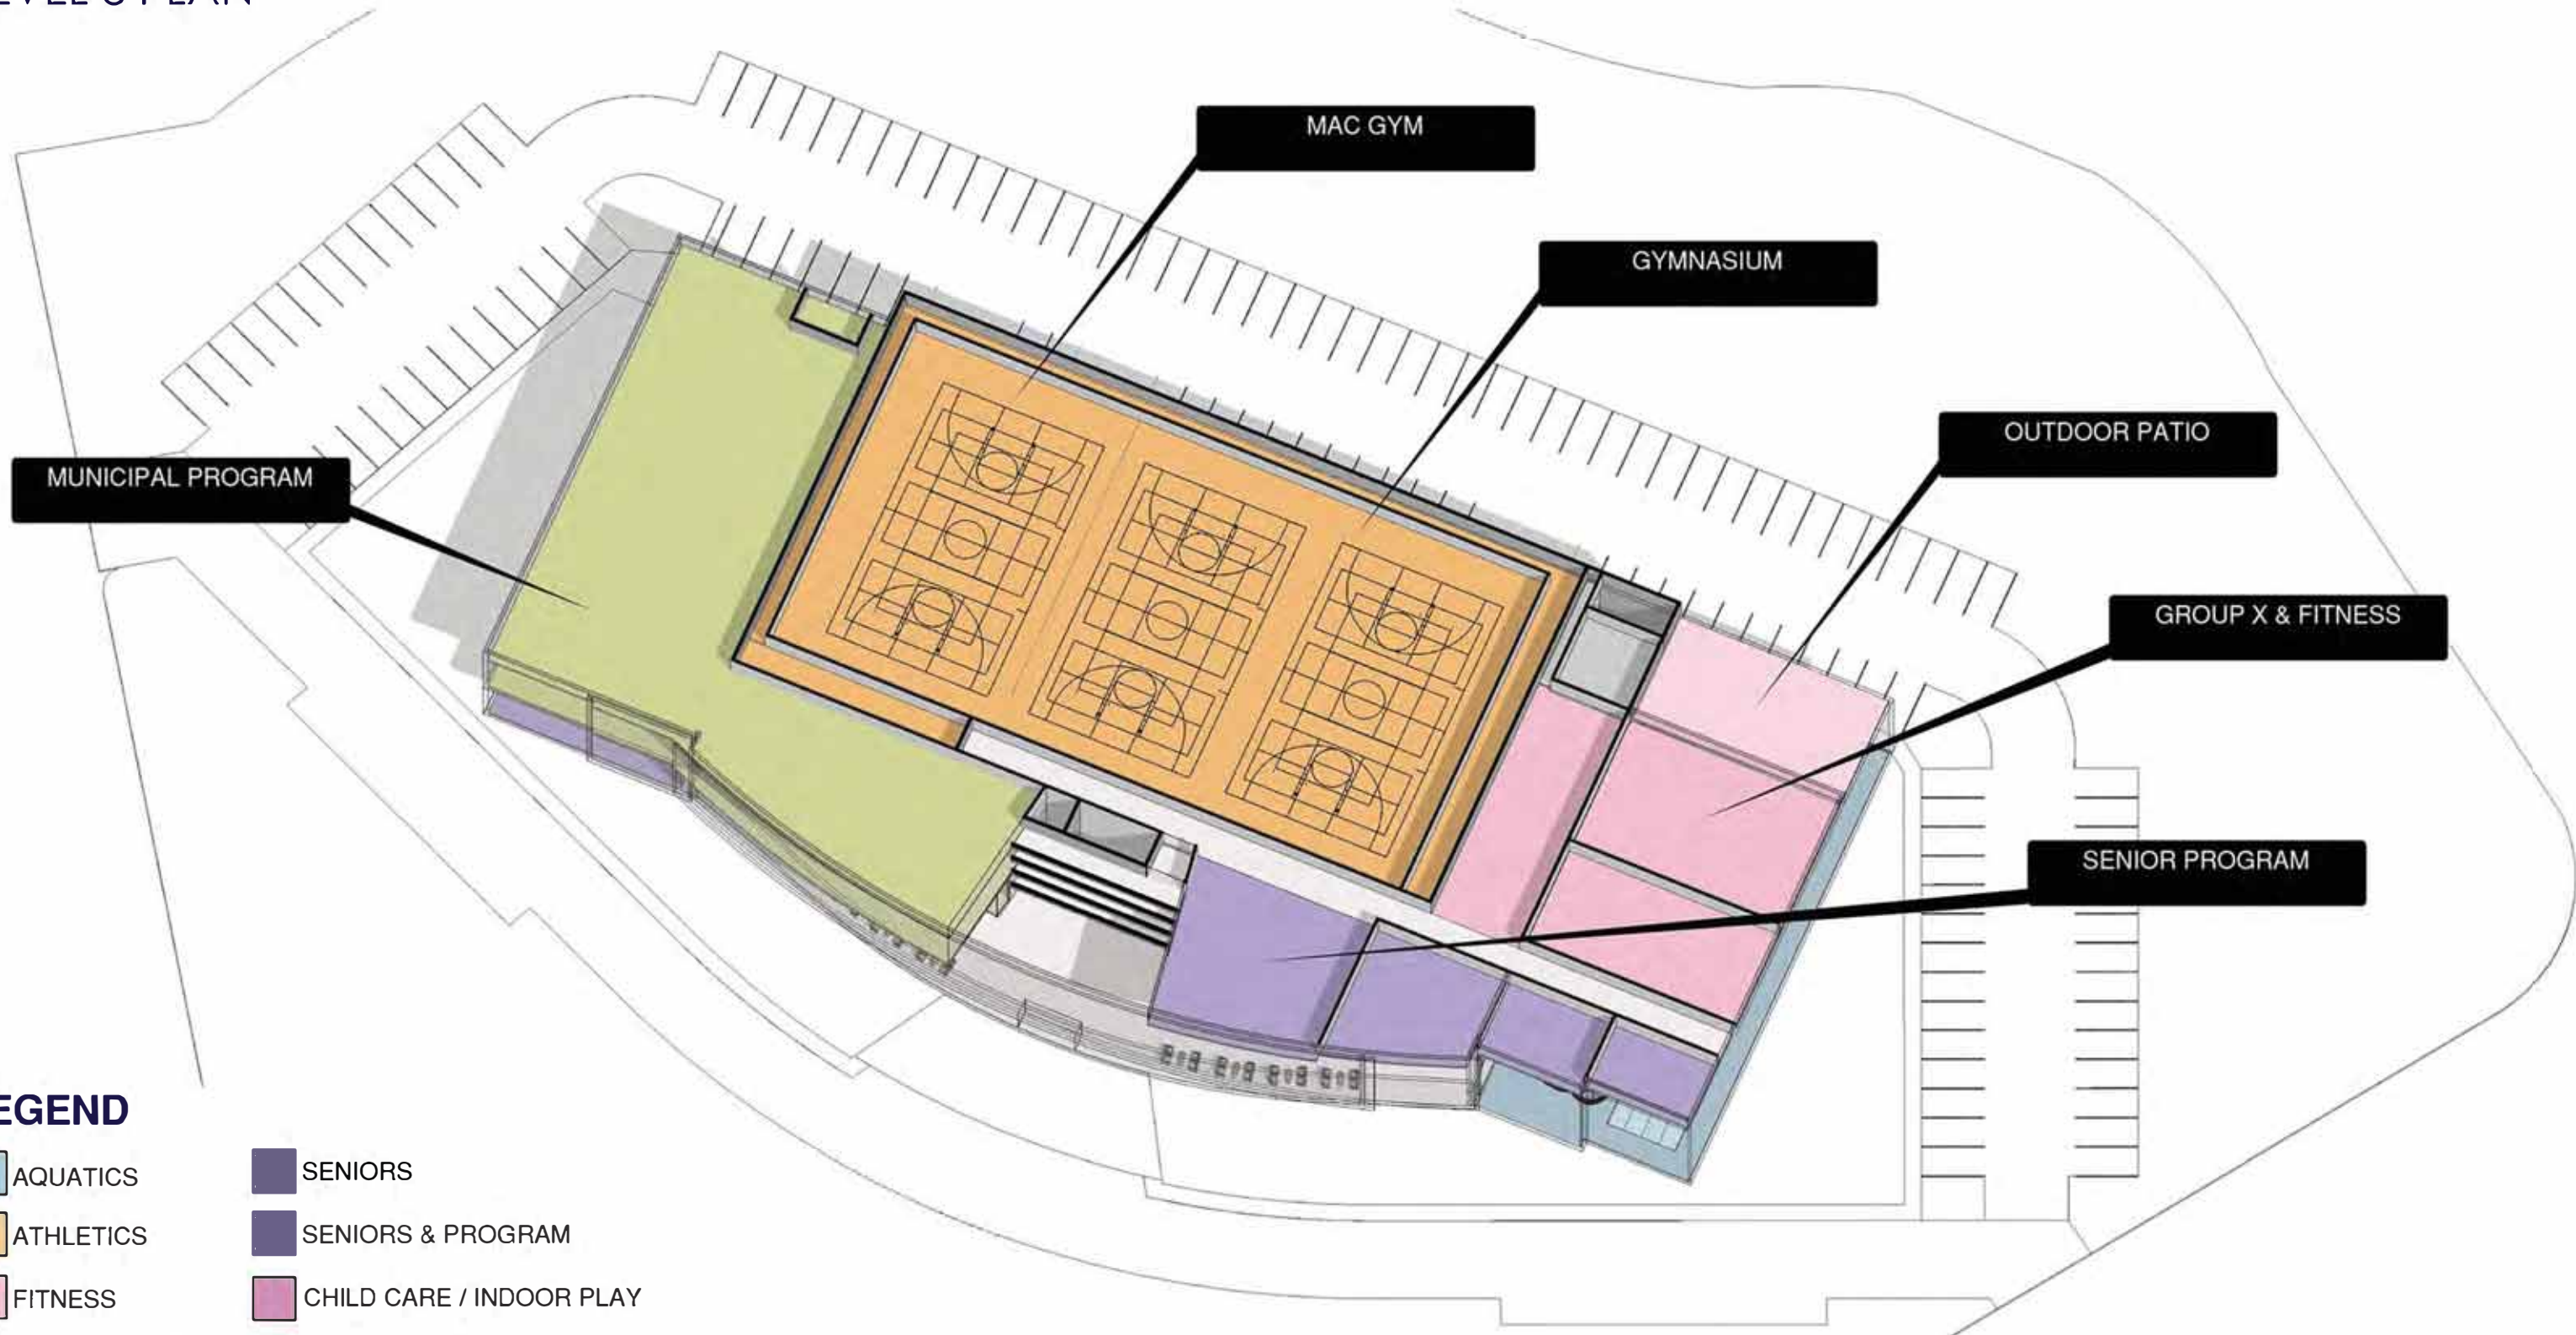 PLAN
MAC GYM
GYMNASIUM
OUTDOOR PATIO
MUNICIPAL PROGRAM
GROUP X & FITNESS
SENIOR PROGRAM
EGEND
AQUATICS
SENIORS
ATHLETICS
SENIORS & PROGRAM
FITNESS
CHILD CARE / INDOOR PLAY